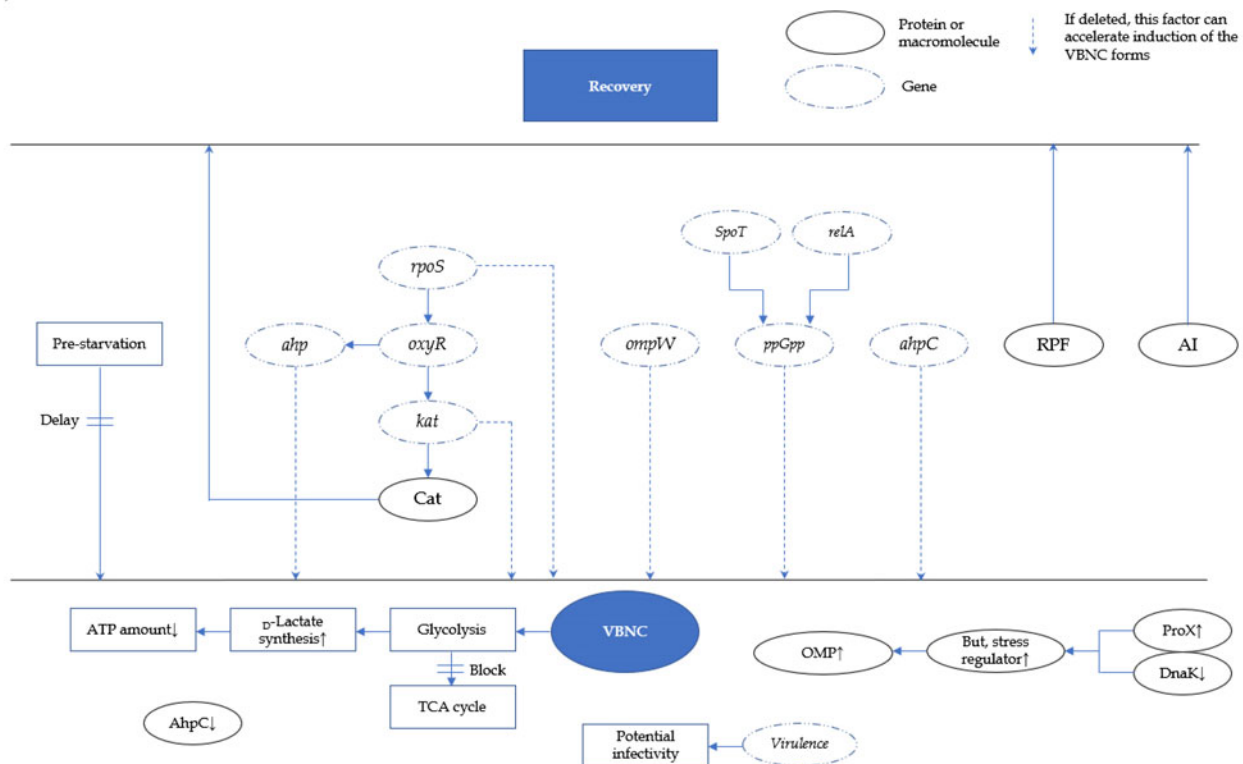 Protein or
macromolecule
If deleted, this factor can
accelerate induction of the
VBNC forms
Gene
Recovery
SpoT
relA
rpoS
Pre-starvation
ahp
oxyR
ompW
ppGpp
ahpC
RPF
AI
Delay
kat
Cat
ATP amount↓
D-Lactate
synthesis↑
Glycolysis
VBNC
OMP↑
But, stress
regulator↑
ProX↑
DnaK↓
Block
TCA cycle
AhpC↓
Potential
infectivity
Virulence